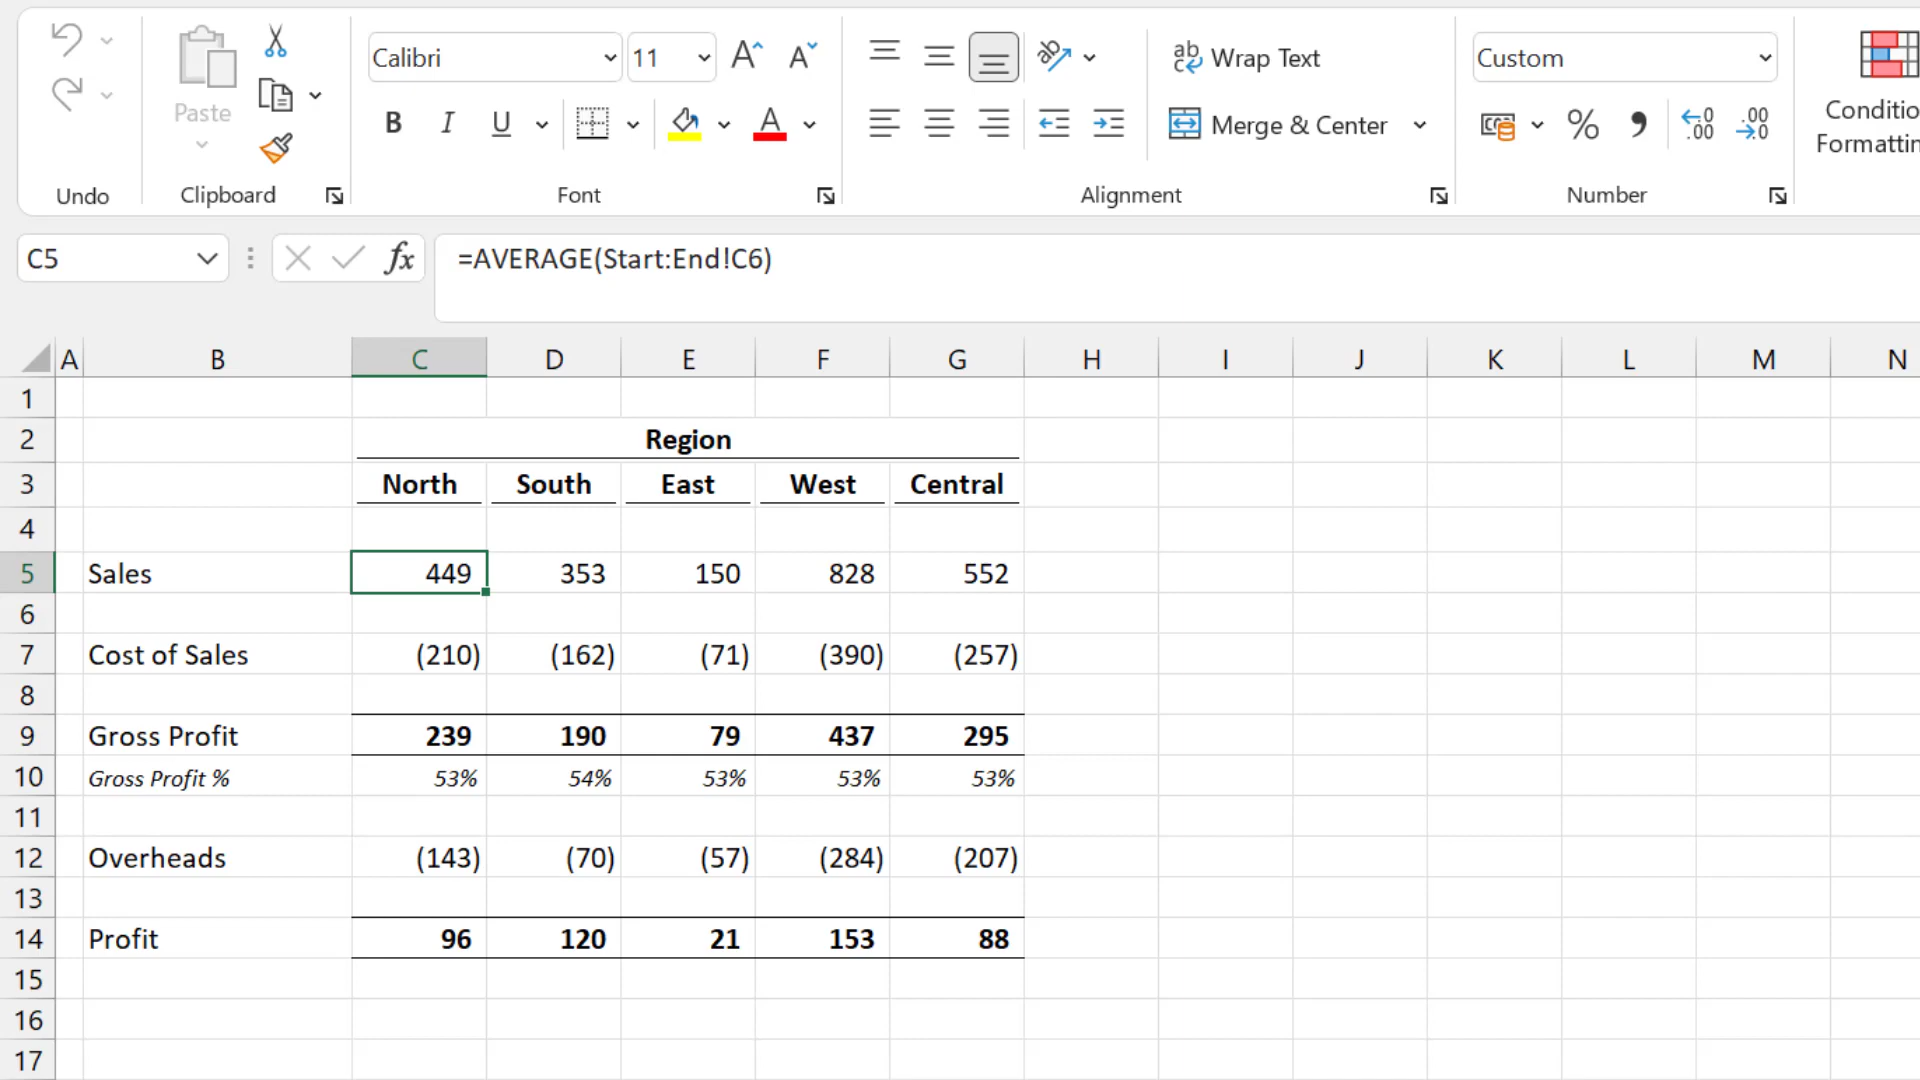 Calibri 11 Wrap Text Custom
Paste B I U Merge & Center % Conditio
Formattin
Undo Clipboard Font Alignment Number
C5 fx =AVERAGE(Start:End!C6)
A B C D E F G H I J K L M N
1
2 Region
3 North South East West Central
4
5 Sales 449 353 150 828 552
6
7 Cost of Sales (210) (162) (71) (390) (257)
8
9 Gross Profit 239 190 79 437 295
10 Gross Profit % 53% 54% 53% 53% 53%
11
12 Overheads (143) (70) (57) (284) (207)
13
14 Profit 96 120 21 153 88
15
16
17